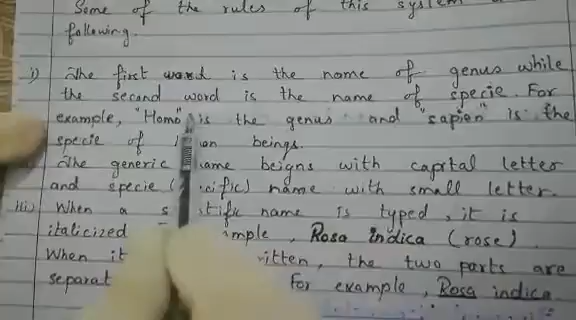 Some of the rules of this system
following.
i) The first word is the name of genus while
the second word is the name of specie. For
example, "Homo" is the genus and "sapien" is the
specie of beings.
The generic beigns with capital letter
and specie name with small letter.
iii) When a name is typed, it is
italicized Rosa indica (rose).
When it the two parts are
For example, Rosa indica